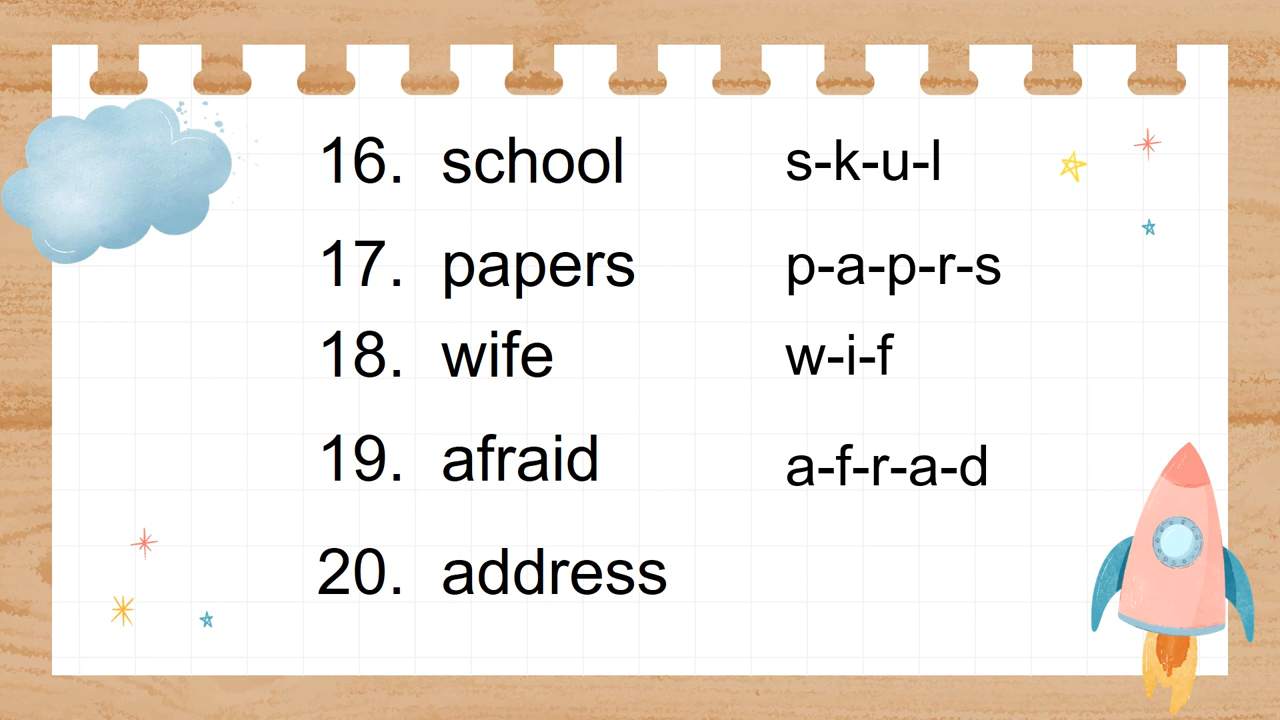 16. school s-k-u-l
17. papers p-a-p-r-s
18. wife w-i-f
19. afraid a-f-r-a-d
20. address